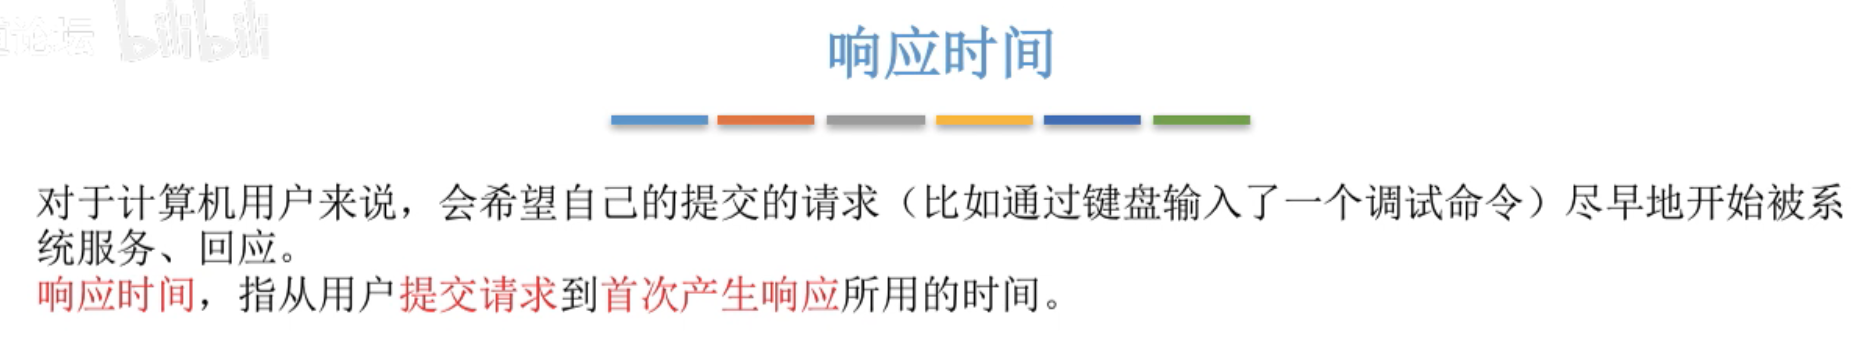 论坛 bilibili
响应时间
对于计算机用户来说，会希望自己的提交的请求（比如通过键盘输入了一个调试命令）尽早地开始被系
统服务、回应。
响应时间，指从用户提交请求到首次产生响应所用的时间。